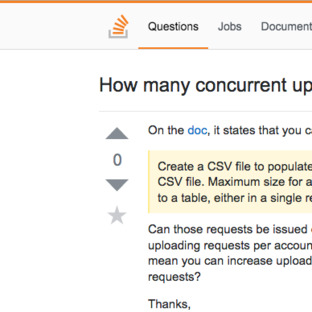 Questions Jobs Document
How many concurrent up
On the doc, it states that you c
0
Create a CSV file to populate
CSV file. Maximum size for a
to a table, either in a single r
Can those requests be issued
uploading requests per accoun
mean you can increase upload
requests?
Thanks,